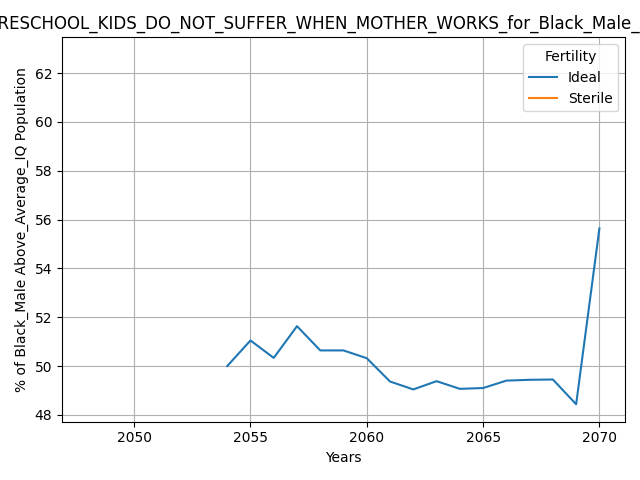 RESCHOOL_KIDS_DO_NOT_SUFFER_WHEN_MOTHER_WORKS_for_Black_Male_
Fertility
Ideal
Sterile
% of Black_Male Above_Average_IQ Population
62
60
58
56
54
52
50
48
2050
2055
2060
2065
2070
Years